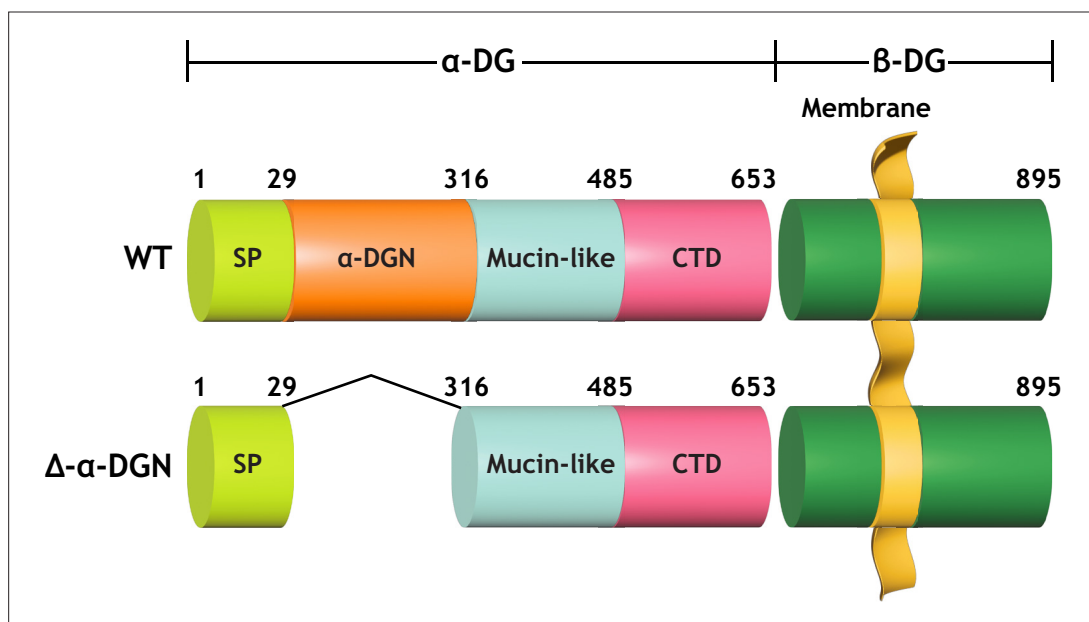 α-DG β-DG
Membrane
1 29 316 485 653 895
WT SP α-DGN Mucin-like CTD
1 29 316 485 653 895
Δ-α-DGN SP Mucin-like CTD